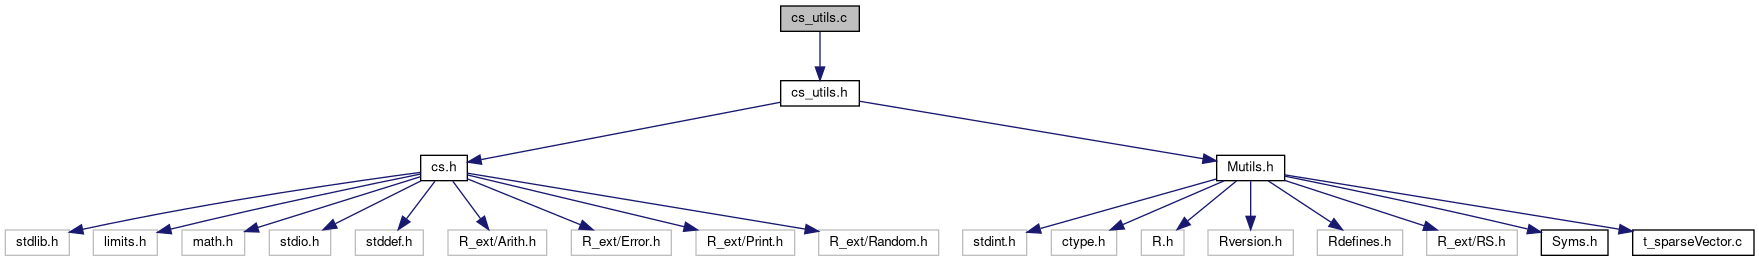 cs_utils.c
cs_utils.h
cs.h
Mutils.h
stdlib.h
limits.h
math.h
stdio.h
stddef.h
R_ext/Arith.h
R_ext/Error.h
R_ext/Print.h
R_ext/Random.h
stdint.h
ctype.h
R.h
Rversion.h
Rdefines.h
R_ext/RS.h
Syms.h
t_sparseVector.c